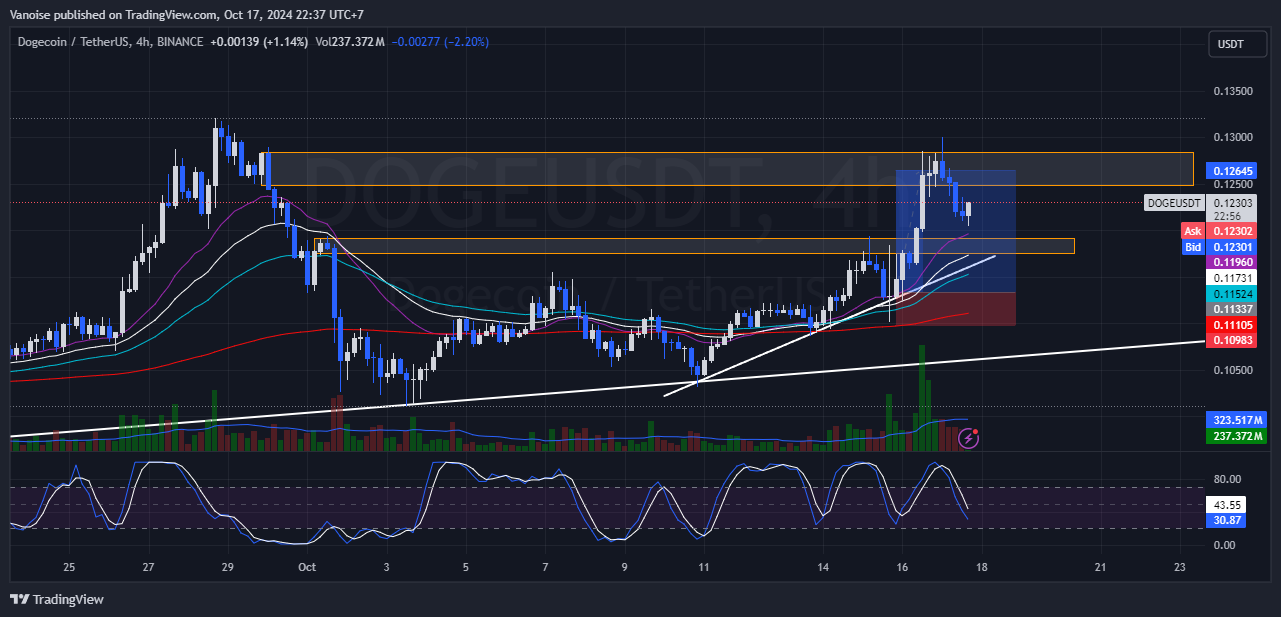 Vanoise published on TradingView.com, Oct 17, 2024 22:37 UTC+7
Dogecoin / TetherUS, 4h, BINANCE +0.00139 (+1.14%) Vol237.372 M −0.00277 (−2.20%)
USDT
DOGEUSDT, 4h
Dogecoin / TetherUS
0.13500
0.13000
0.12645
0.12500
DOGEUSDT 0.12303
22:56
Ask 0.12302
Bid 0.12301
0.11960
0.11731
0.11524
0.11337
0.11105
0.10983
0.10500
323.517M
237.372M
80.00
43.55
30.87
0.00
25 27 29 Oct 3 5 7 9 11 14 16 18 21 23
TradingView